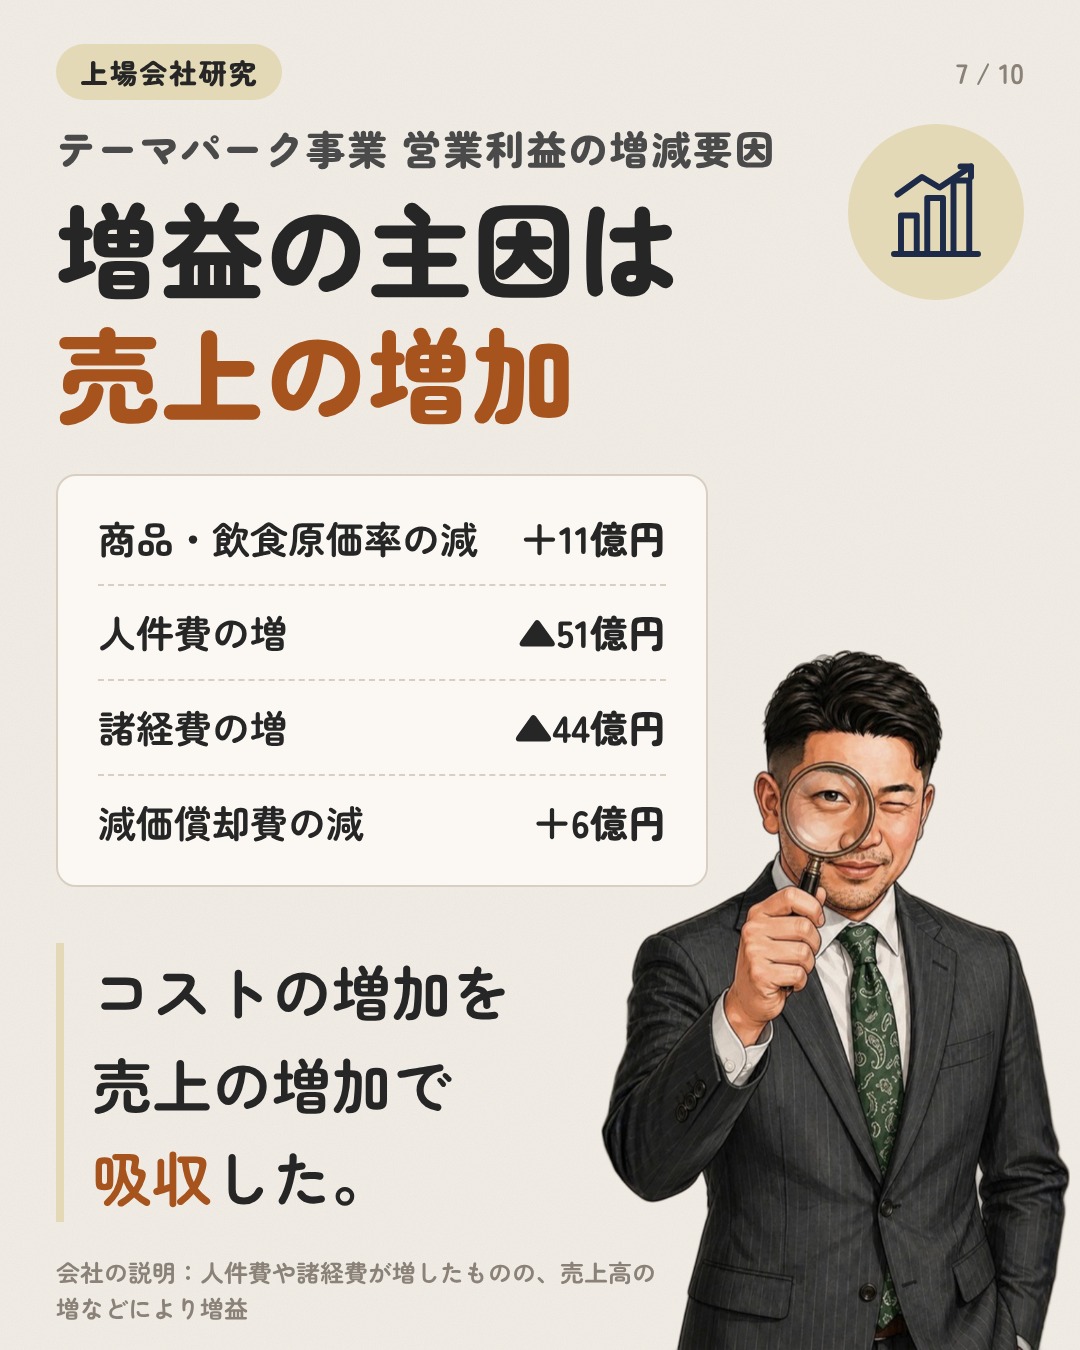 上場会社研究
7 / 10
テーマパーク事業 営業利益の増減要因
増益の主因は
売上の増加
商品・飲食原価率の減 +11億円
人件費の増 ▲51億円
諸経費の増 ▲44億円
減価償却費の減 +6億円
コストの増加を
売上の増加で
吸収した。
会社の説明：人件費や諸経費が増したものの、売上高の
増などにより増益